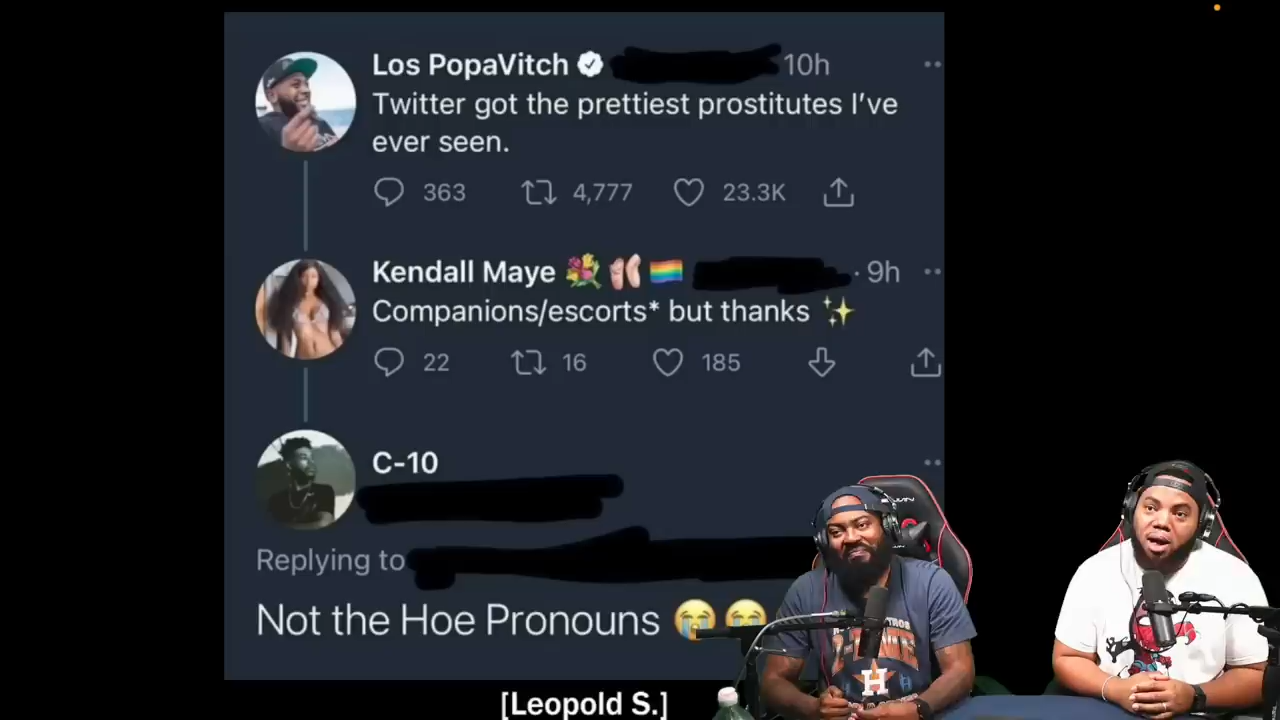 Los PopaVitch 10h
Twitter got the prettiest prostitutes I've
ever seen.
363 4,777 23.3K
Kendall Maye 💐👣🏳️‍🌈 · 9h
Companions/escorts* but thanks ✨
22 16 185
C-10
Replying to
Not the Hoe Pronouns 😭😭
H
[Leopold S.]